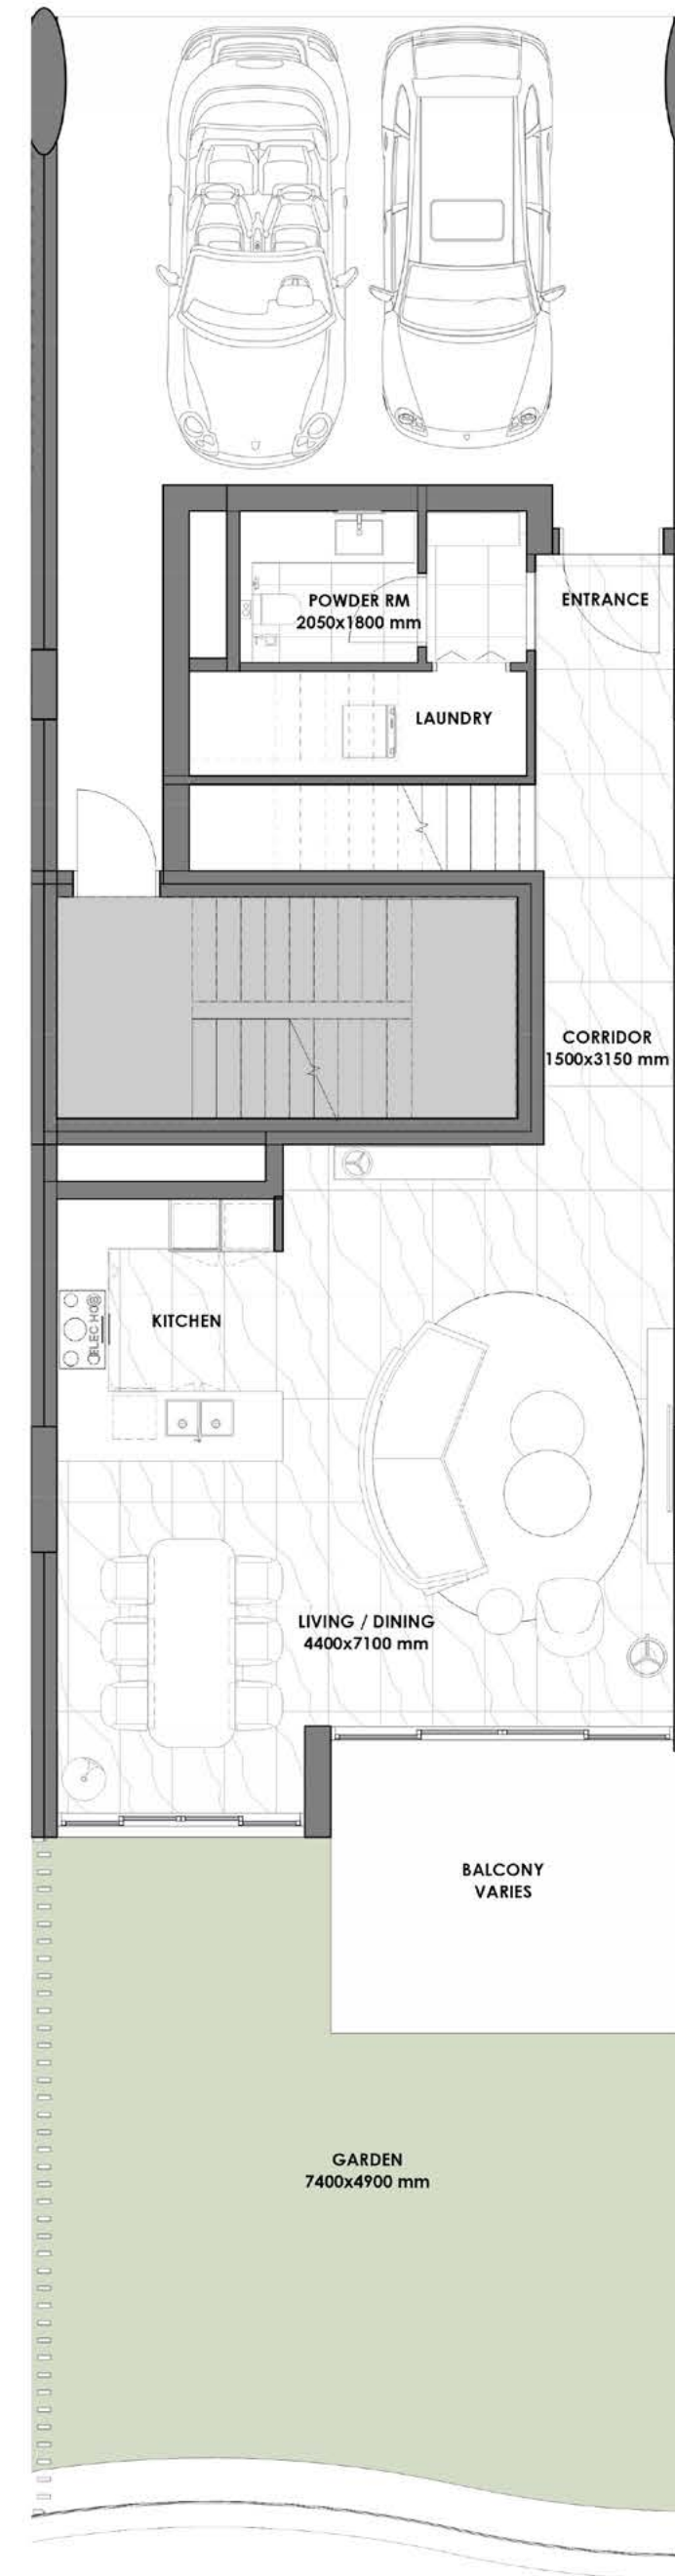 POWDER RM
2050x1800 mm
ENTRANCE
LAUNDRY
CORRIDOR
1500x3150 mm
KITCHEN
ELEC HOB
LIVING / DINING
4400x7100 mm
BALCONY
VARIES
GARDEN
7400x4900 mm